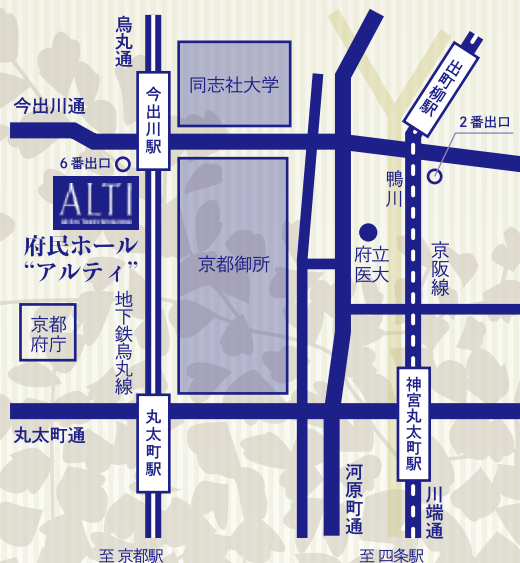 烏丸通
同志社大学
出町柳駅
今出川通
今出川駅
2番出口
6番出口
ALTI
鴨川
府民ホール
“アルティ”
府立
医大
京都御所
京阪線
地下鉄烏丸線
京都
府庁
神宮丸太町駅
丸太町駅
丸太町通
河原町通
川端通
至 京都駅
至 四条駅